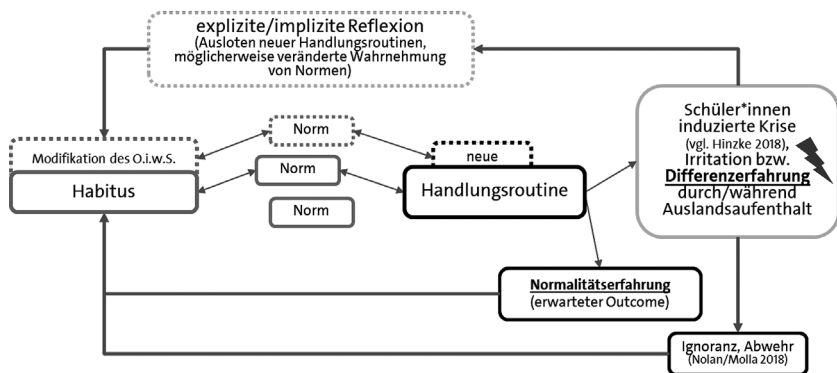 explizite/implizite Reflexion
(Ausloten neuer Handlungsroutinen,
möglicherweise veränderte Wahrnehmung
von Normen)
Modifikation des O.i.w.S.
Habitus
Norm
Norm
Norm
neue
Handlungsroutine
Schüler*innen
induzierte Krise
(vgl. Hinzke 2018),
Irritation bzw.
Differenzerfahrung
durch/während
Auslandsaufenthalt
Normalitätserfahrung
(erwarteter Outcome)
Ignoranz, Abwehr
(Nolan/Molla 2018)